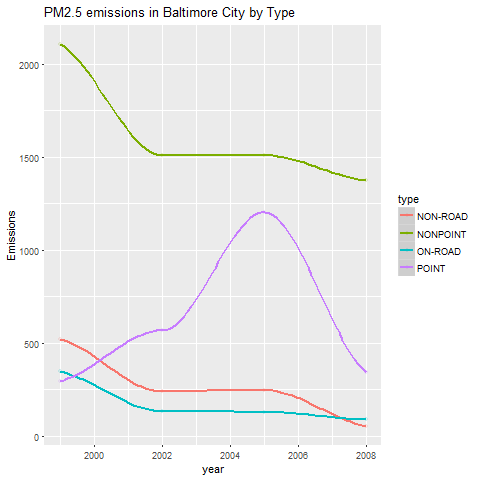 PM2.5 emissions in Baltimore City by Type
Emissions
2000
1500
1000
500
0
2000
2002
2004
2006
2008
year
type
NON-ROAD
NONPOINT
ON-ROAD
POINT